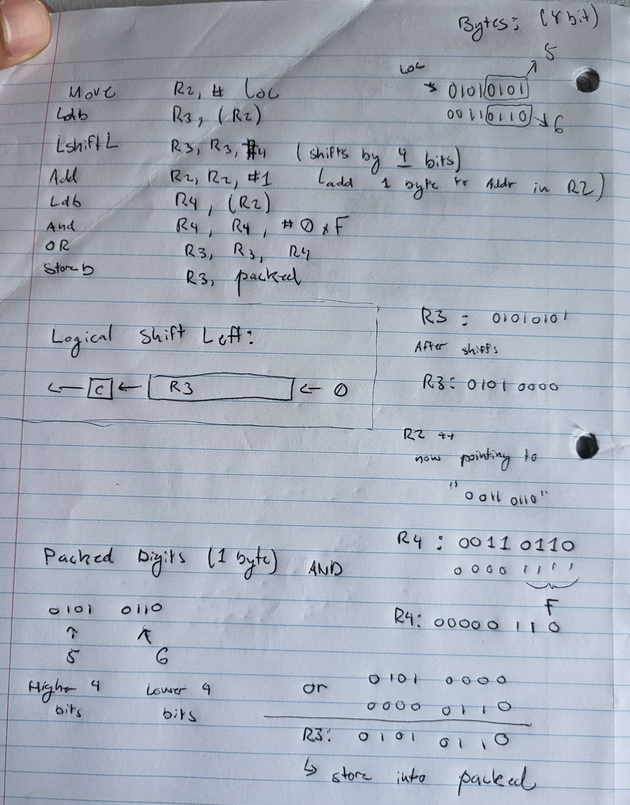 Bytes: (8 bit)
5
Move R2, # LOC
LOC
→ 0101 0101
Ldb R3, (R2)
0011 0110 → 6
LshiftL R3, R3, #4 (shifts by 4 bits)
Add R2, R2, #1 (add 1 byte to Addr in R2)
Ldb R4, (R2)
And R4, R4, #0xF
OR R3, R3, R4
Storeb R3, packed
Logical Shift Left:
← C ← R3 ← 0
R3: 01010101
After shift:
R3: 0101 0000
R2 ++
now pointing to
"0011 0110"
R4: 0011 0110
AND 0000 1111
F
R4: 00000 110
Packed Digits (1 byte)
0101 0110
5 6
Higher 4 bits
Lower 4 bits
or 0101 0000
0000 0110
R3: 0101 0110
↳ store into packed